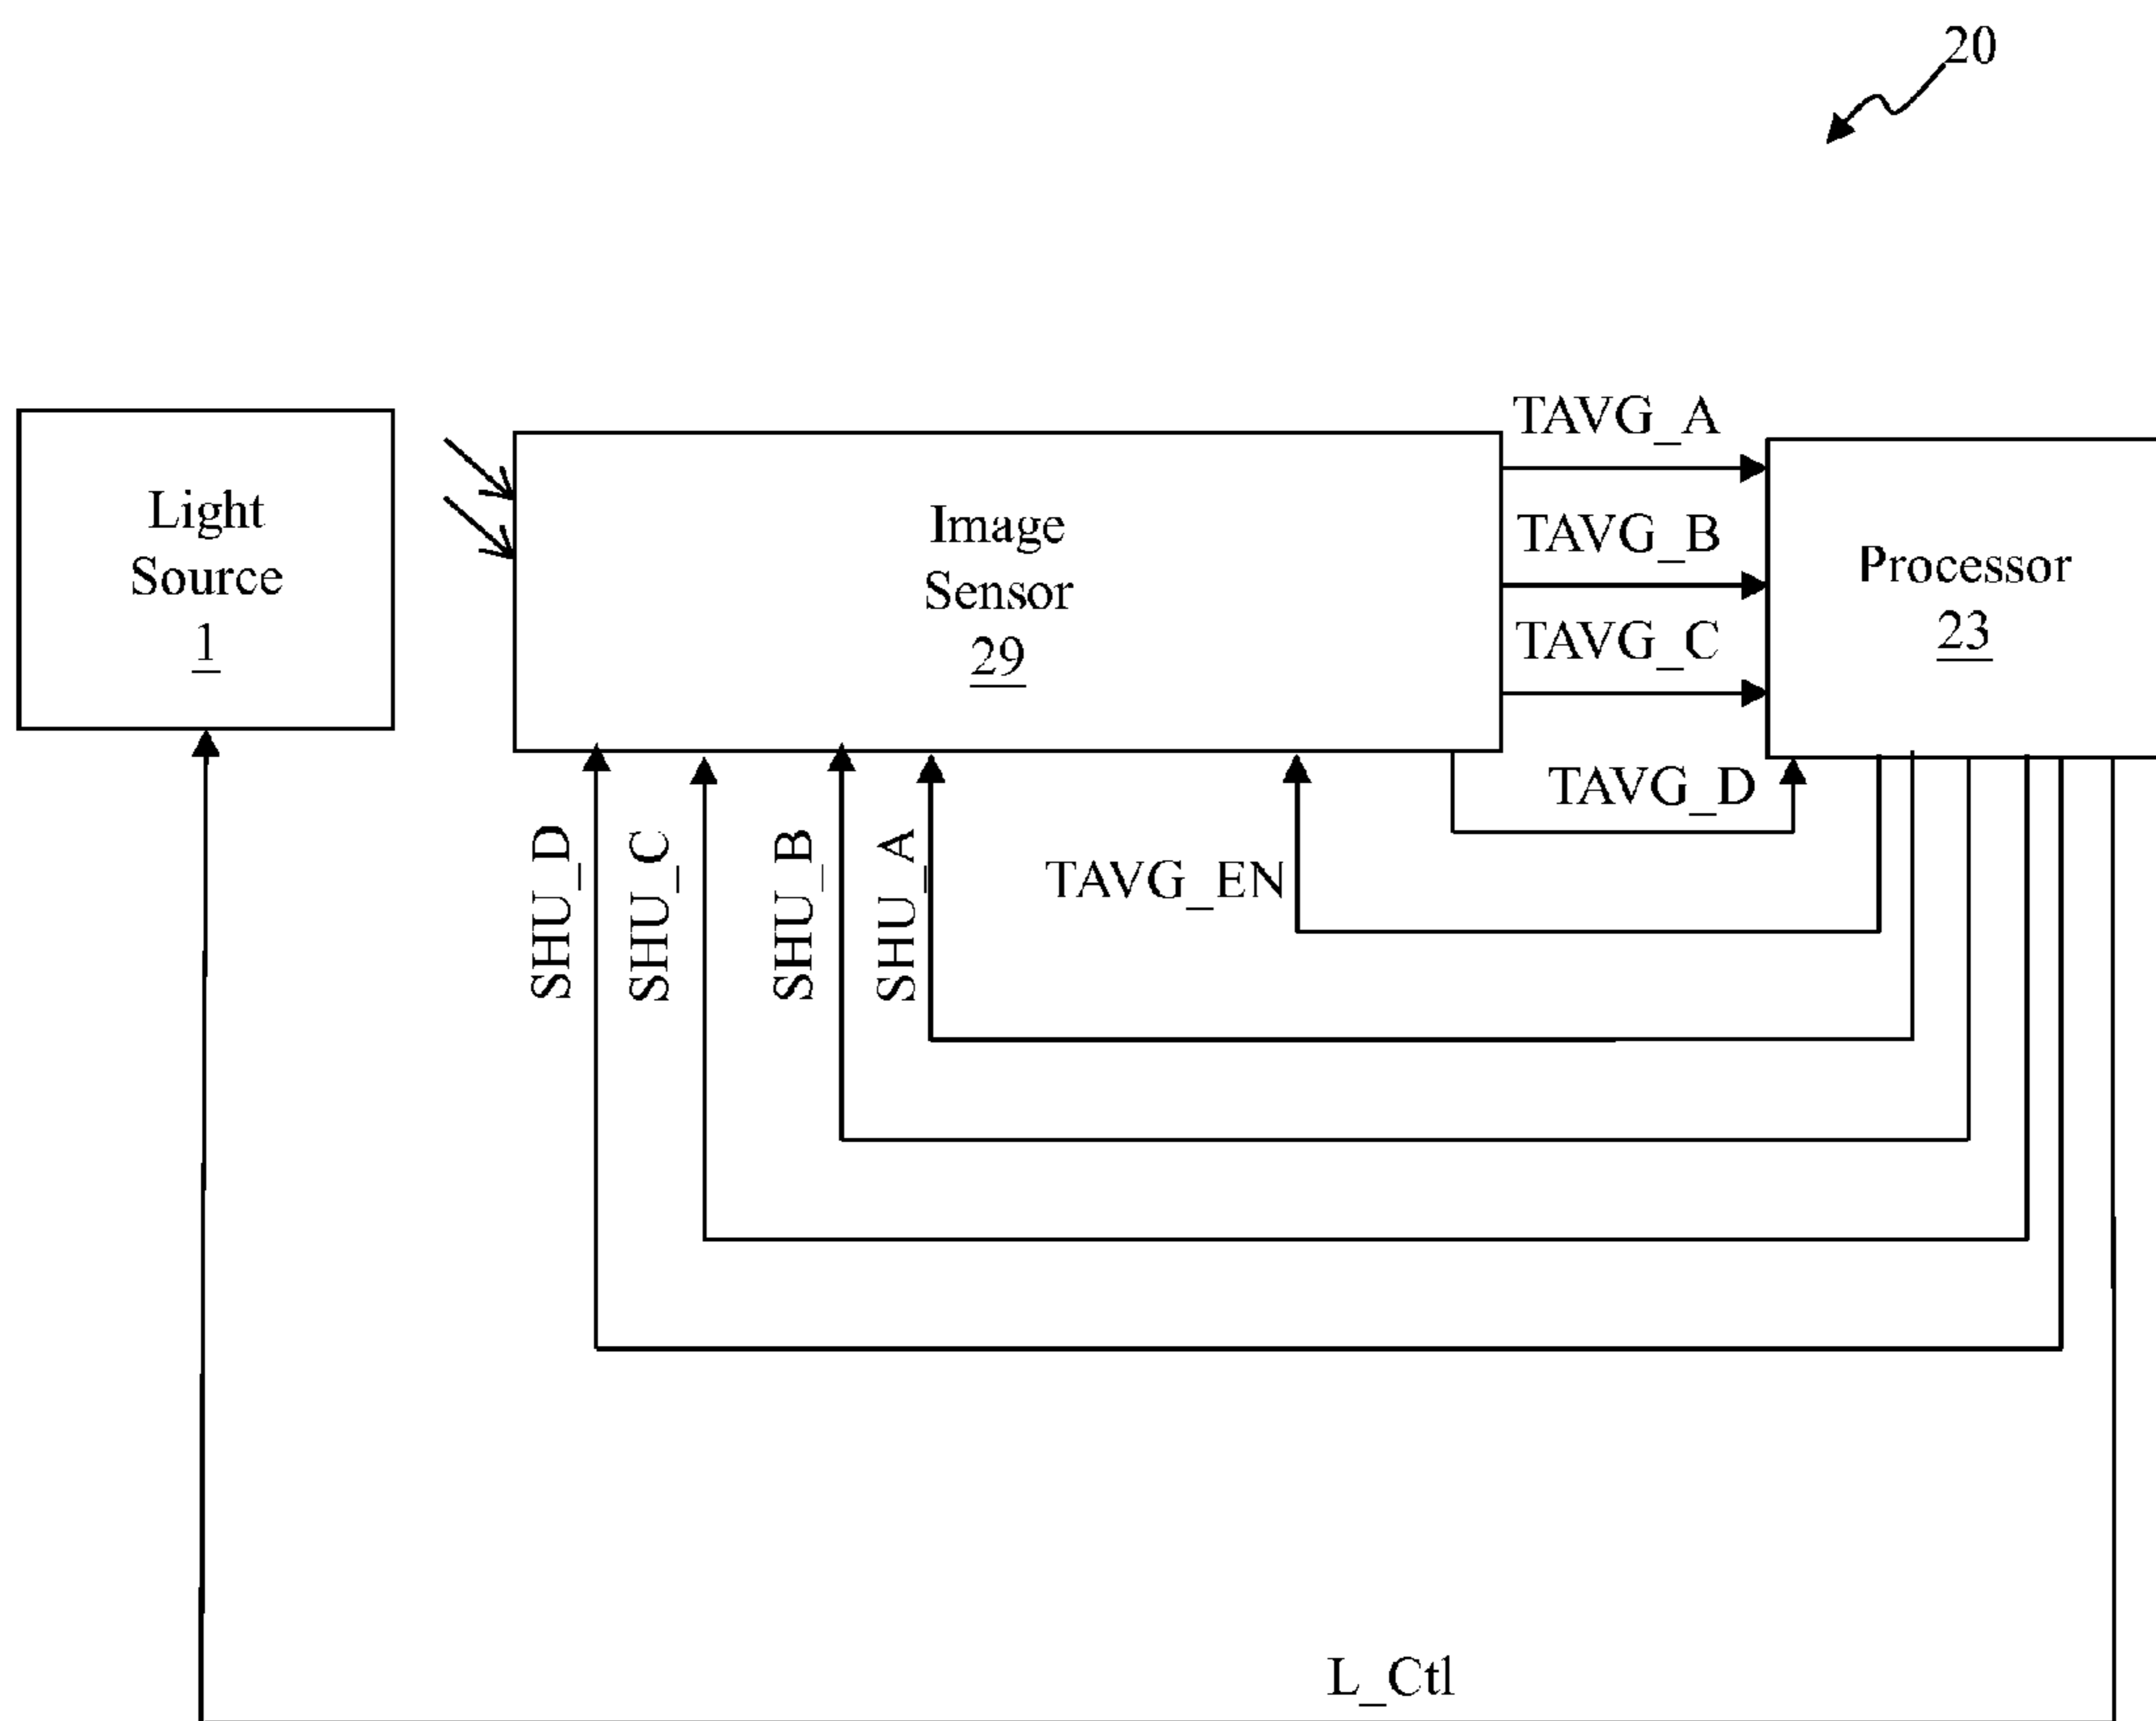 20
Light
Source
1
Image
Sensor
29
TAVG_A
TAVG_B
TAVG_C
Processor
23
TAVG_D
TAVG_EN
SHU_D
SHU_C
SHU_B
SHU_A
L_Ctl